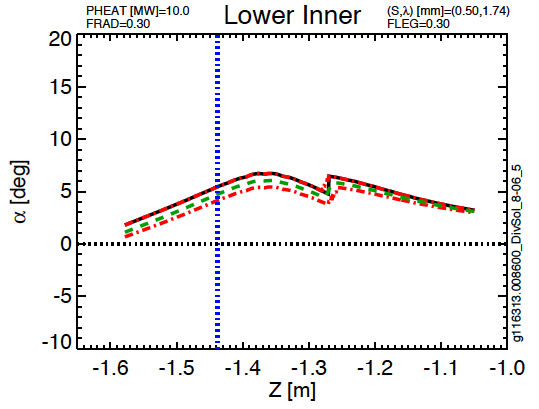 PHEAT [MW]=10.0
FRAD=0.30
Lower Inner
(S,λ) [mm]=(0.50,1.74)
FLEG=0.30
20
15
10
5
0
-5
-10
α [deg]
-1.6 -1.5 -1.4 -1.3 -1.2 -1.1 -1.0
Z [m]
g116313.008600_DivSol_8-06_5